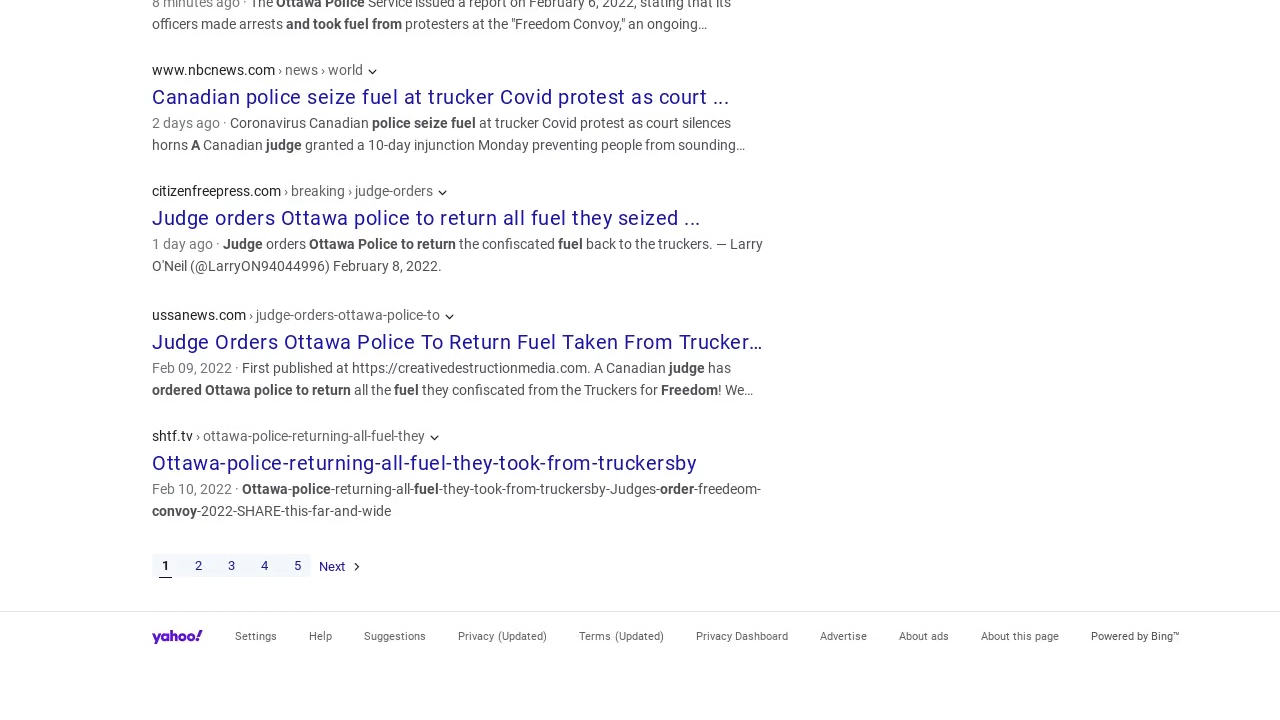 8 minutes ago · The Ottawa Police Service issued a report on February 6, 2022, stating that its
officers made arrests and took fuel from protesters at the "Freedom Convoy," an ongoing…
www.nbcnews.com › news › world
Canadian police seize fuel at trucker Covid protest as court ...
2 days ago · Coronavirus Canadian police seize fuel at trucker Covid protest as court silences
horns A Canadian judge granted a 10-day injunction Monday preventing people from sounding…
citizenfreepress.com › breaking › judge-orders
Judge orders Ottawa police to return all fuel they seized ...
1 day ago · Judge orders Ottawa Police to return the confiscated fuel back to the truckers. — Larry
O'Neil (@LarryON94044996) February 8, 2022.
ussanews.com › judge-orders-ottawa-police-to
Judge Orders Ottawa Police To Return Fuel Taken From Trucker…
Feb 09, 2022 · First published at https://creativedestructionmedia.com. A Canadian judge has
ordered Ottawa police to return all the fuel they confiscated from the Truckers for Freedom! We…
shtf.tv › ottawa-police-returning-all-fuel-they
Ottawa-police-returning-all-fuel-they-took-from-truckersby
Feb 10, 2022 · Ottawa-police-returning-all-fuel-they-took-from-truckersby-Judges-order-freedeom-
convoy-2022-SHARE-this-far-and-wide
1 2 3 4 5 Next >
yahoo! Settings Help Suggestions Privacy (Updated) Terms (Updated) Privacy Dashboard Advertise About ads About this page Powered by Bing™